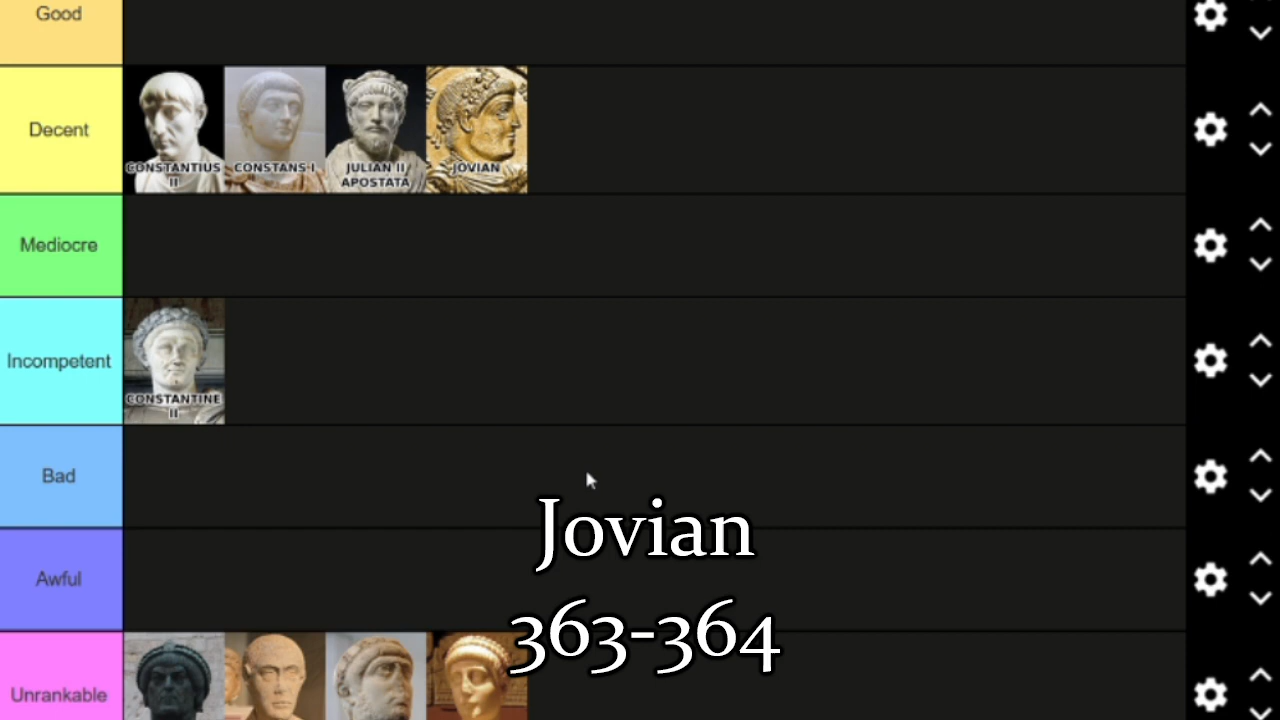 Good
Decent
CONSTANTIUS II
CONSTANS I
JULIAN II APOSTATA
JOVIAN
Mediocre
Incompetent
CONSTANTINE II
Bad
Awful
Jovian
363-364
Unrankable